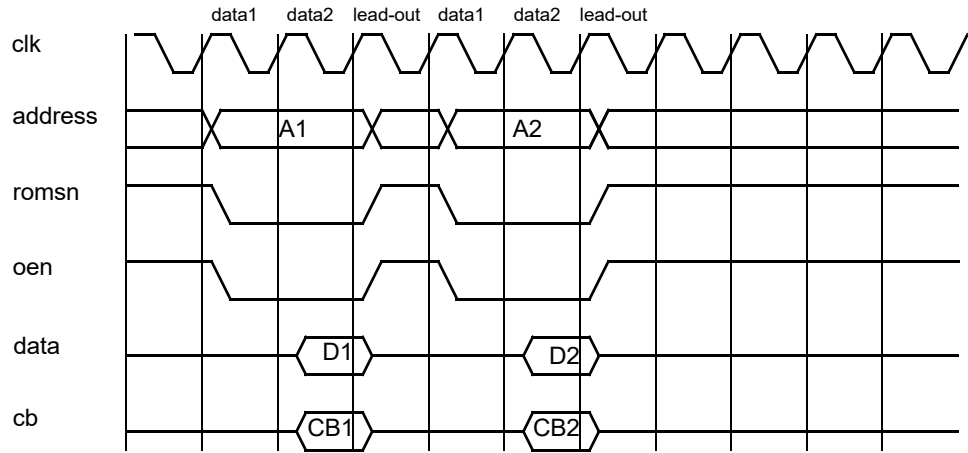 data1 data2 lead-out data1 data2 lead-out
clk
address A1 A2
romsn
oen
data D1 D2
cb CB1 CB2